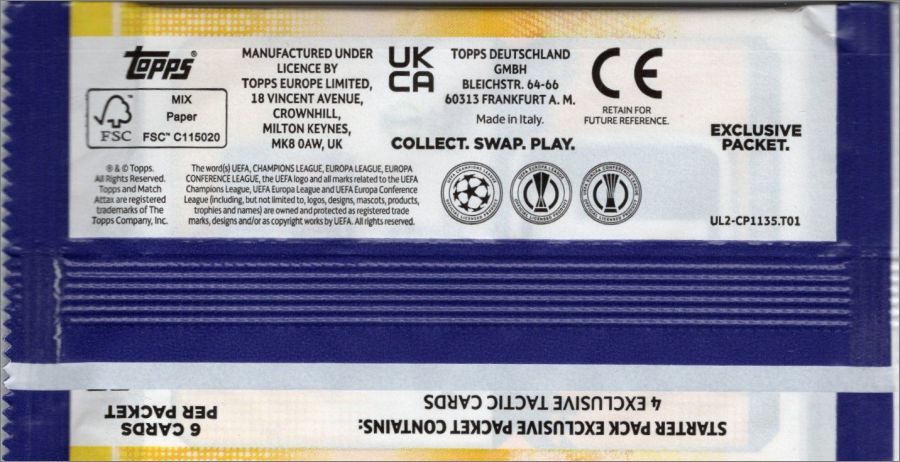 TOPPS®
MIX
Paper
FSC
FSC™ C115020
MANUFACTURED UNDER
LICENCE BY
TOPPS EUROPE LIMITED,
18 VINCENT AVENUE,
CROWNHILL,
MILTON KEYNES,
MK8 0AW, UK
UK
CA
TOPPS DEUTSCHLAND
GMBH
BLEICHSTR. 64-66
60313 FRANKFURT A. M.
Made in Italy.
CE
RETAIN FOR
FUTURE REFERENCE.
COLLECT. SWAP. PLAY.
EXCLUSIVE
PACKET.
® & © Topps.
All Rights Reserved.
Topps and Match
Attax are registered
trademarks of The
Topps Company, Inc.
The word(s) UEFA, CHAMPIONS LEAGUE, EUROPA LEAGUE, EUROPA
CONFERENCE LEAGUE, the UEFA logo and all marks related to the UEFA
Champions League, UEFA Europa League and UEFA Europa Conference
League (including, but not limited to, logos, designs, mascots, products,
trophies and names) are owned and protected as registered trade
marks, designs and/or as copyright works by UEFA. All rights reserved.
UL2-CP1135.T01
STARTER PACK EXCLUSIVE PACKET CONTAINS:
4 EXCLUSIVE TACTIC CARDS
6 CARDS
PER PACKET